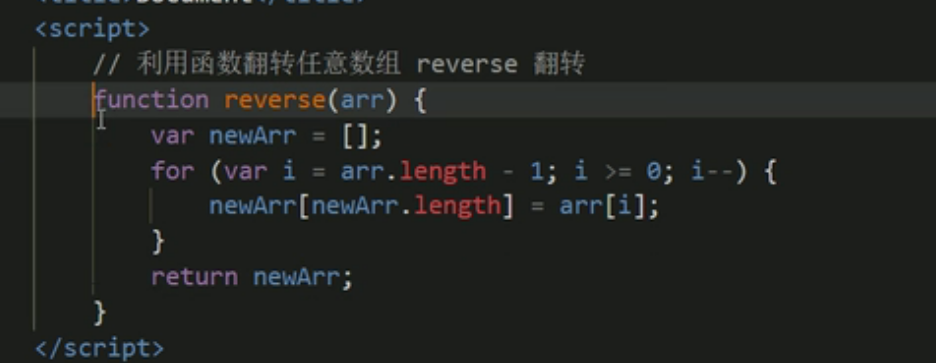 <title>Document</title>
<script>
// 利用函数翻转任意数组 reverse 翻转
function reverse(arr) {
var newArr = [];
for (var i = arr.length - 1; i >= 0; i--) {
newArr[newArr.length] = arr[i];
}
return newArr;
}
</script>